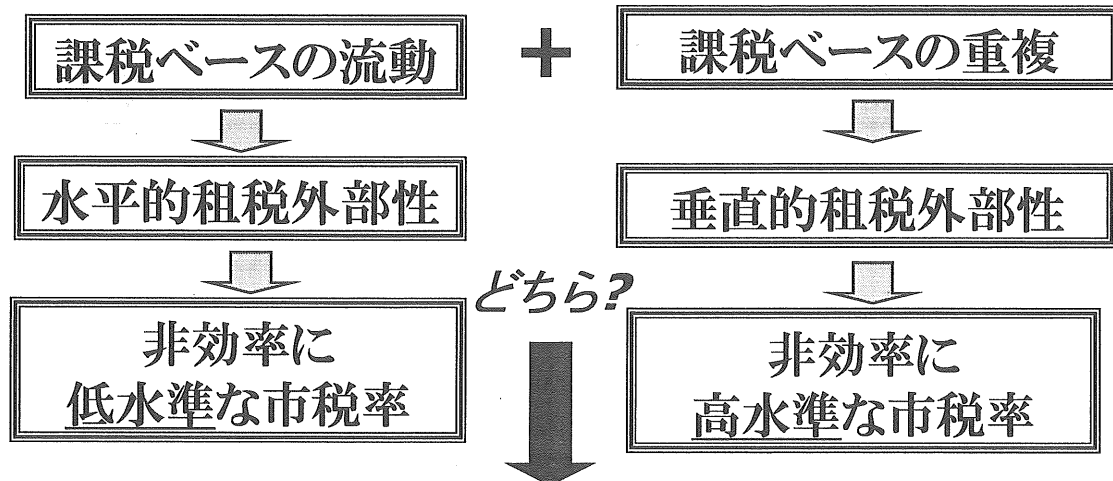 課税ベースの流動
+
課税ベースの重複
水平的租税外部性
垂直的租税外部性
どちら?
非効率に
低水準な市税率
非効率に
高水準な市税率